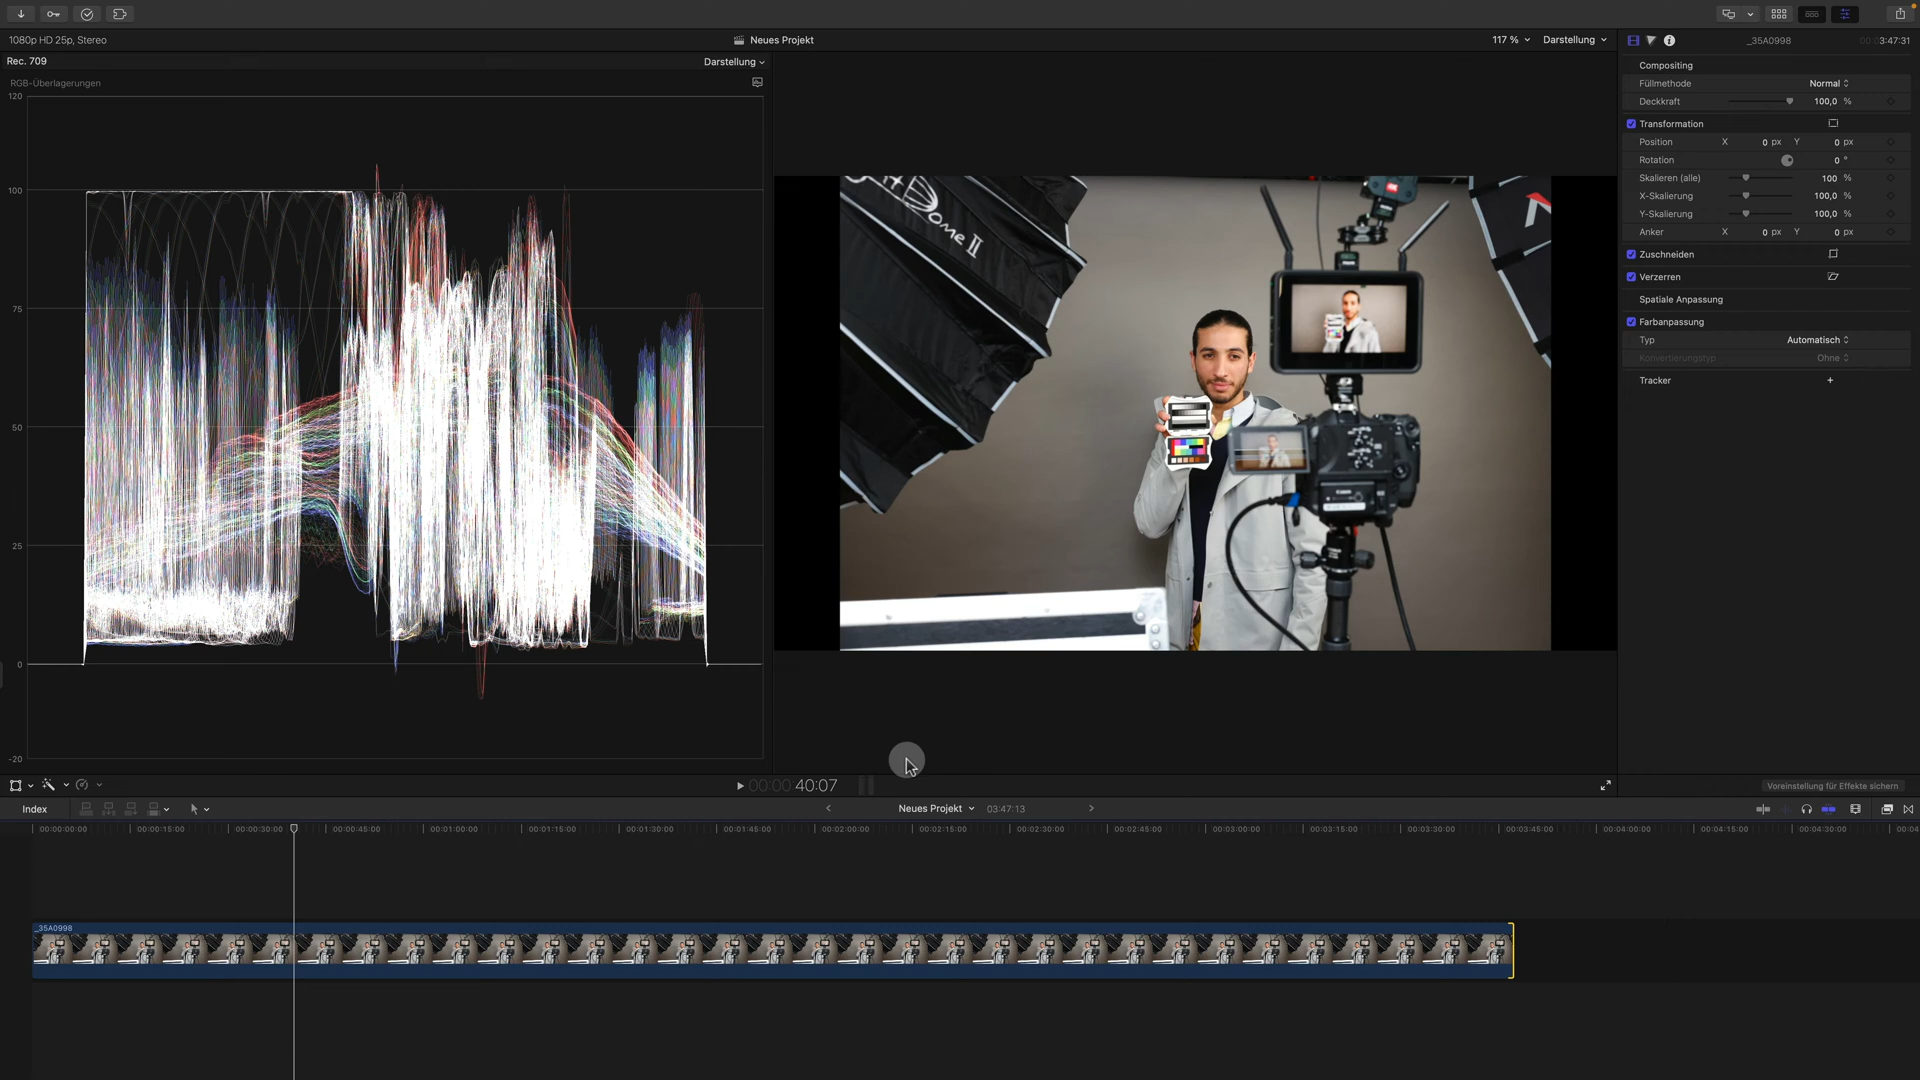 1080p HD 25p, Stereo
Neues Projekt
117 %
Darstellung
_35A0998
00:03:47:31
Rec. 709
Darstellung
RGB-Überlagerungen
120
100
75
50
25
0
-20
Dome II
Canon
Compositing
Füllmethode Normal
Deckkraft 100,0 %
Transformation
Position X 0 px Y 0 px
Rotation 0 °
Skalieren (alle) 100 %
X-Skalierung 100,0 %
Y-Skalierung 100,0 %
Anker X 0 px Y 0 px
Zuschneiden
Verzerren
Spatiale Anpassung
Farbanpassung
Typ Automatisch
Konvertierungstyp Ohne
Tracker +
00:00:40:07
Voreinstellung für Effekte sichern
Index
Neues Projekt 03:47:13
00:00:00:00 00:00:15:00 00:00:30:00 00:00:45:00 00:01:00:00 00:01:15:00 00:01:30:00 00:01:45:00 00:02:00:00 00:02:15:00 00:02:30:00 00:02:45:00 00:03:00:00 00:03:15:00 00:03:30:00 00:03:45:00 00:04:00:00 00:04:15:00 00:04:30:00 00:04
_35A0998